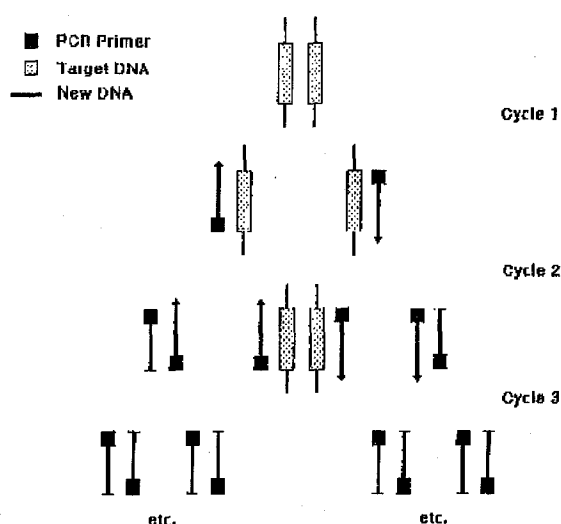 PCR Primer
Target DNA
New DNA
Cycle 1
Cycle 2
Cycle 3
etc.
etc.